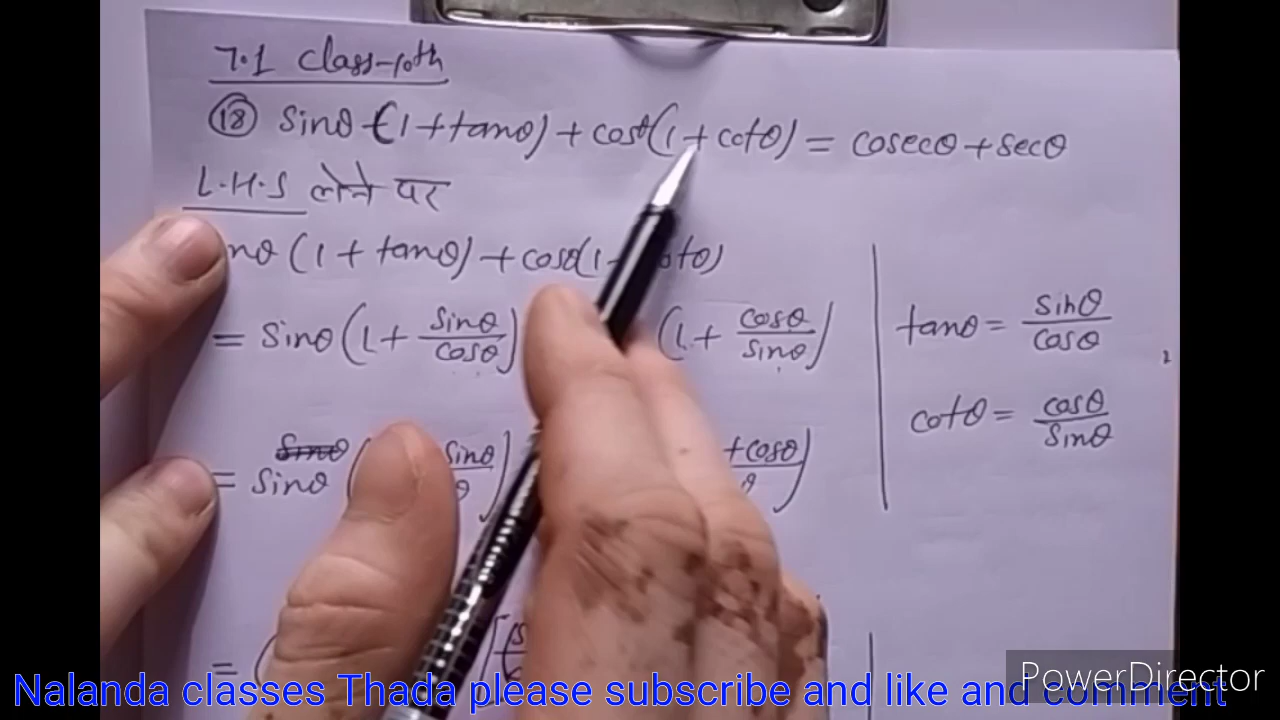 7.1 Class-10th
(18) sinθ (1+tanθ)+cosθ(1+cotθ) = cosecθ+secθ
L.H.S लेने पर
nθ (1+tanθ)+cosθ(1+ otθ)
= sinθ (1+ sinθ/cosθ) (1+ cosθ/sinθ)
= sinθ ( sinθ/θ) +cosθ/θ)
tanθ = sinθ/cosθ
cotθ = cosθ/sinθ
PowerDirector
Nalanda classes Thada please subscribe and like and comment